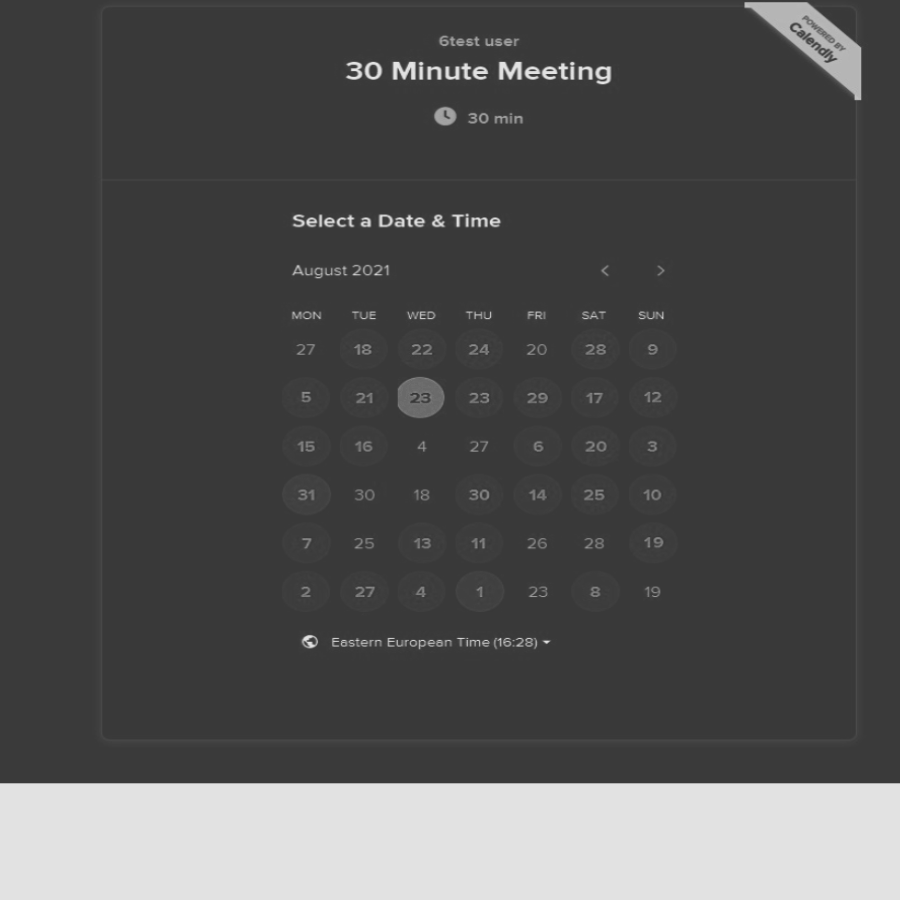 POWERED BY
Calendly
6test user
30 Minute Meeting
30 min
Select a Date & Time
August 2021 < >
MON TUE WED THU FRI SAT SUN
27 18 22 24 20 28 9
5 21 23 23 29 17 12
15 16 4 27 6 20 3
31 30 18 30 14 25 10
7 25 13 11 26 28 19
2 27 4 1 23 8 19
Eastern European Time (16:28)